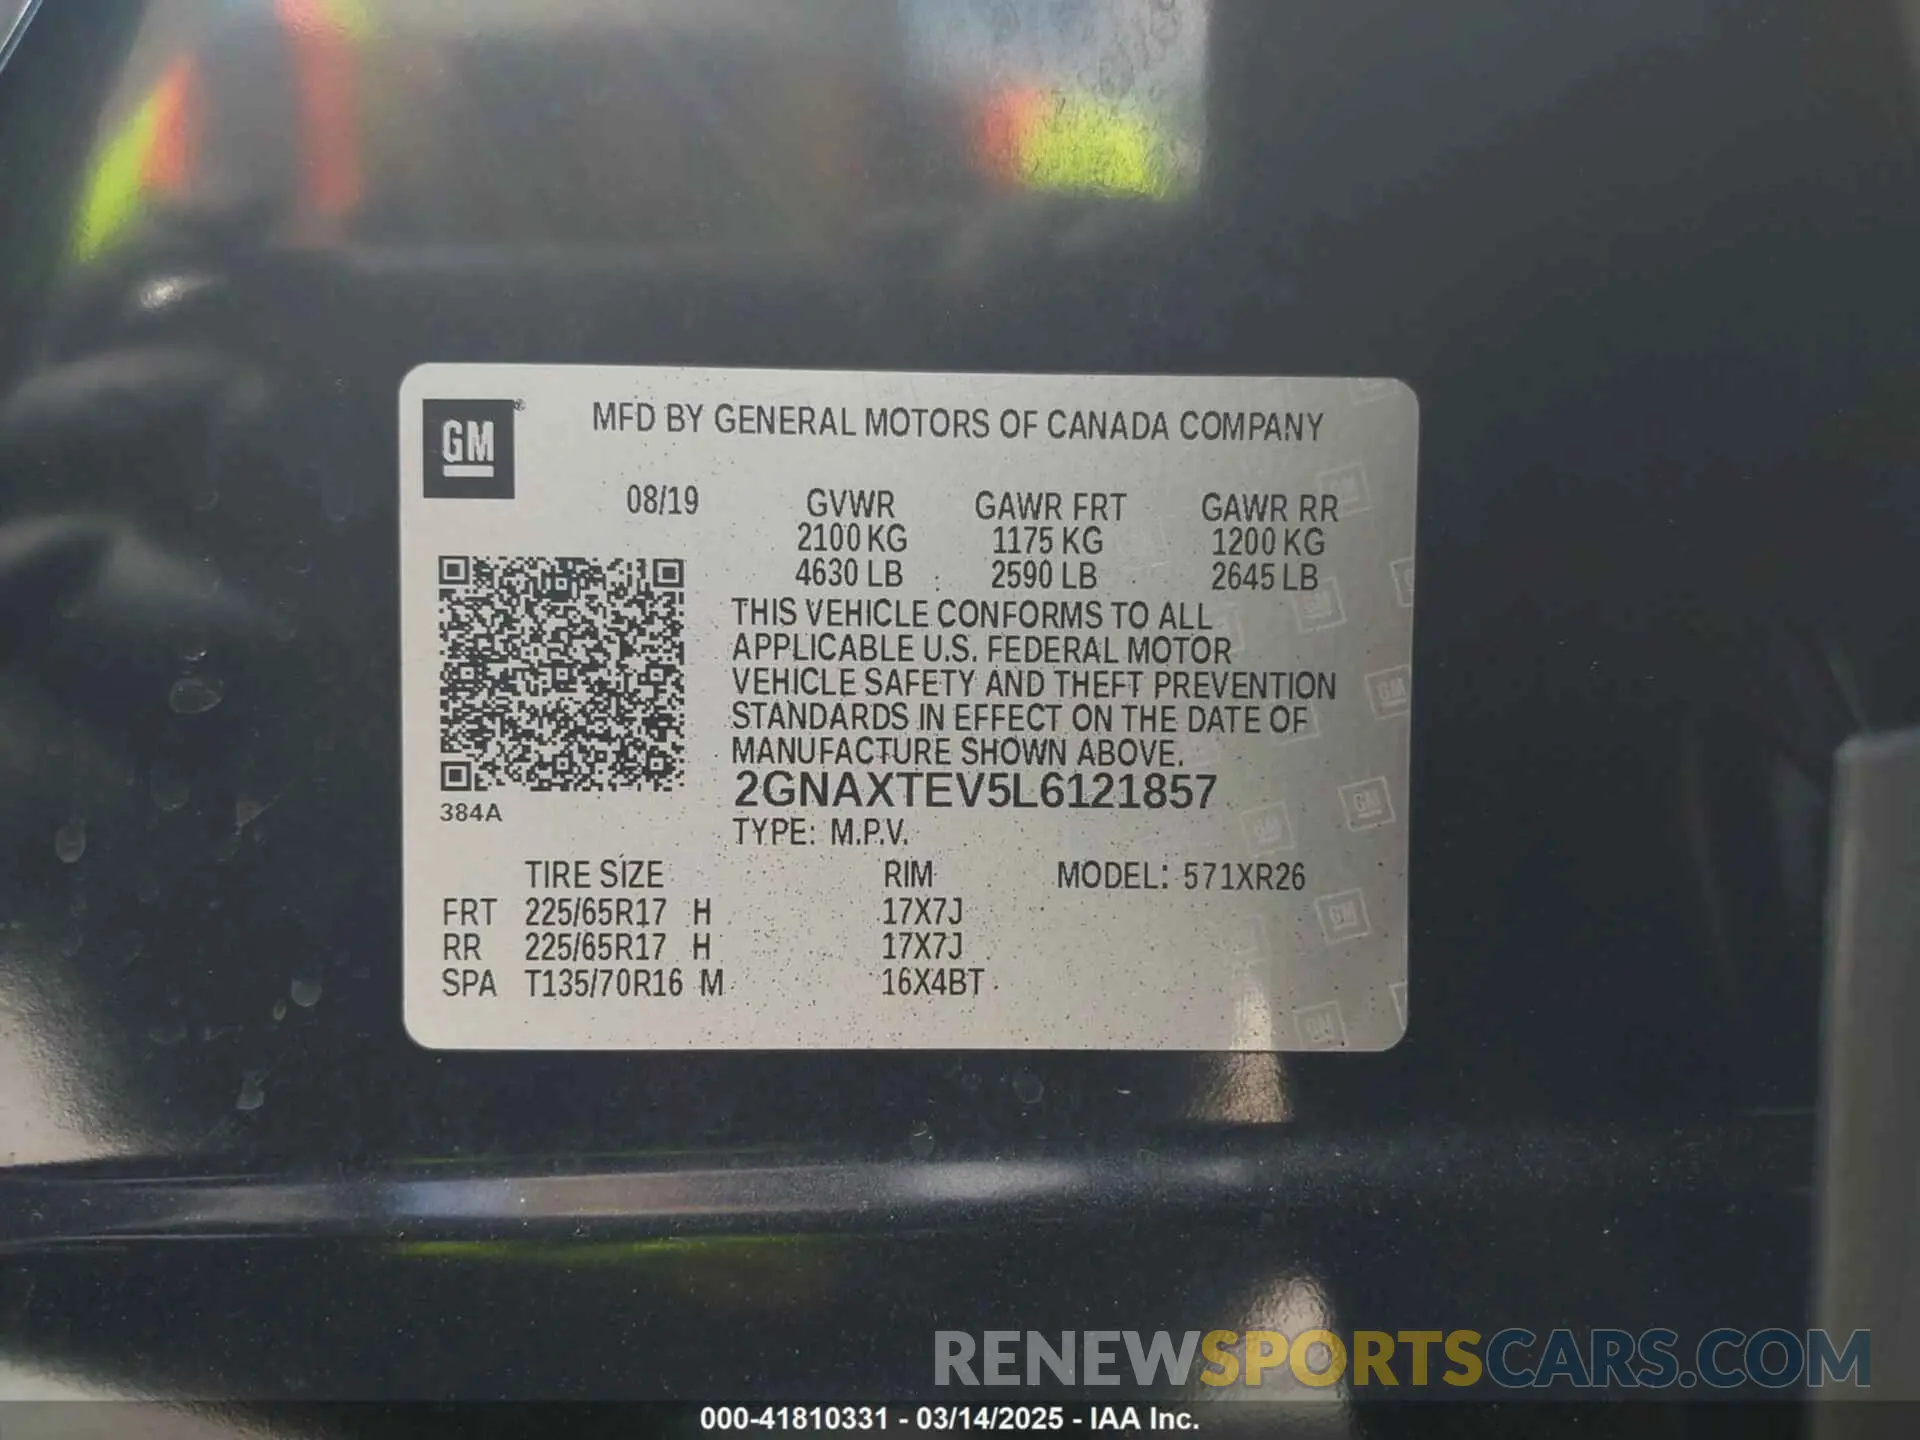 GM®
MFD BY GENERAL MOTORS OF CANADA COMPANY
08/19 GVWR GAWR FRT GAWR RR
2100 KG 1175 KG 1200 KG
4630 LB 2590 LB 2645 LB
THIS VEHICLE CONFORMS TO ALL
APPLICABLE U.S. FEDERAL MOTOR
VEHICLE SAFETY AND THEFT PREVENTION
STANDARDS IN EFFECT ON THE DATE OF
MANUFACTURE SHOWN ABOVE.
2GNAXTEV5L6121857
384A
TYPE: M.P.V.
TIRE SIZE RIM MODEL: 571XR26
FRT 225/65R17 H 17X7J
RR 225/65R17 H 17X7J
SPA T135/70R16 M 16X4BT
RENEWSPORTSCARS.COM
000-41810331 - 03/14/2025 - IAA Inc.